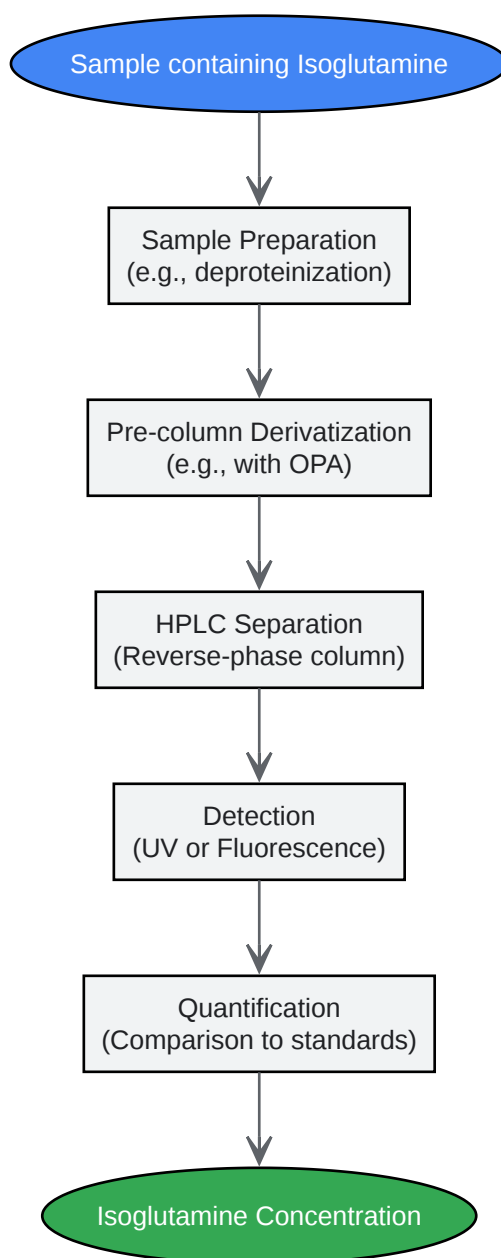 Sample containing Isoglutamine
Sample Preparation
(e.g., deproteinization)
Pre-column Derivatization
(e.g., with OPA)
HPLC Separation
(Reverse-phase column)
Detection
(UV or Fluorescence)
Quantification
(Comparison to standards)
Isoglutamine Concentration